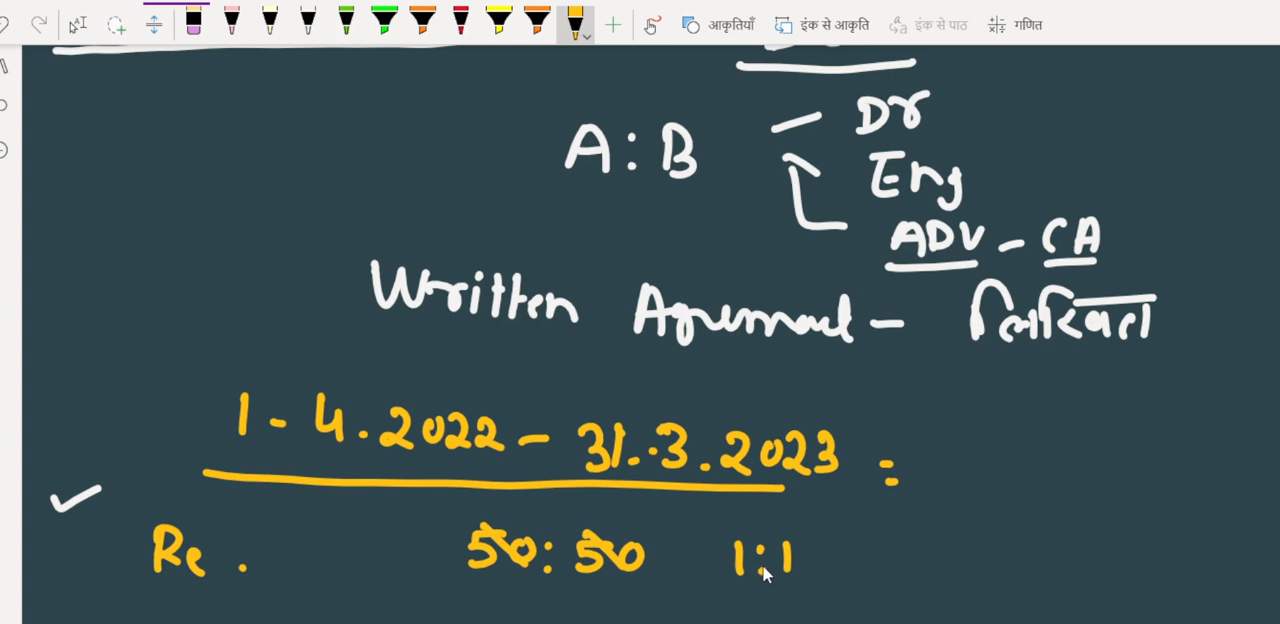 आकृतियाँ इंक से आकृति इंक से पाठ गणित
A : B Dr
Eng
ADV - CA
Written Agreement -
1 - 4.2022 - 31.3.2023 =
Re . 50 : 50 1:1